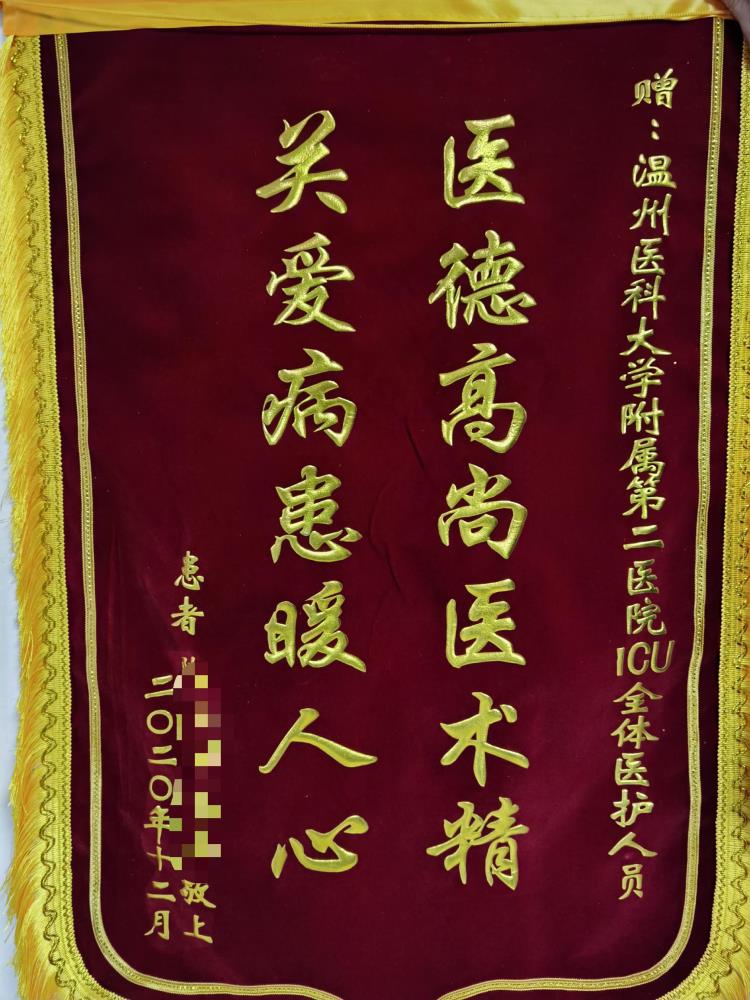 赠：温州医科大学附属第二医院ICU全体医护人员
医德高尚医术精
关爱病患暖人心
患者
敬上
二〇二〇年十二月